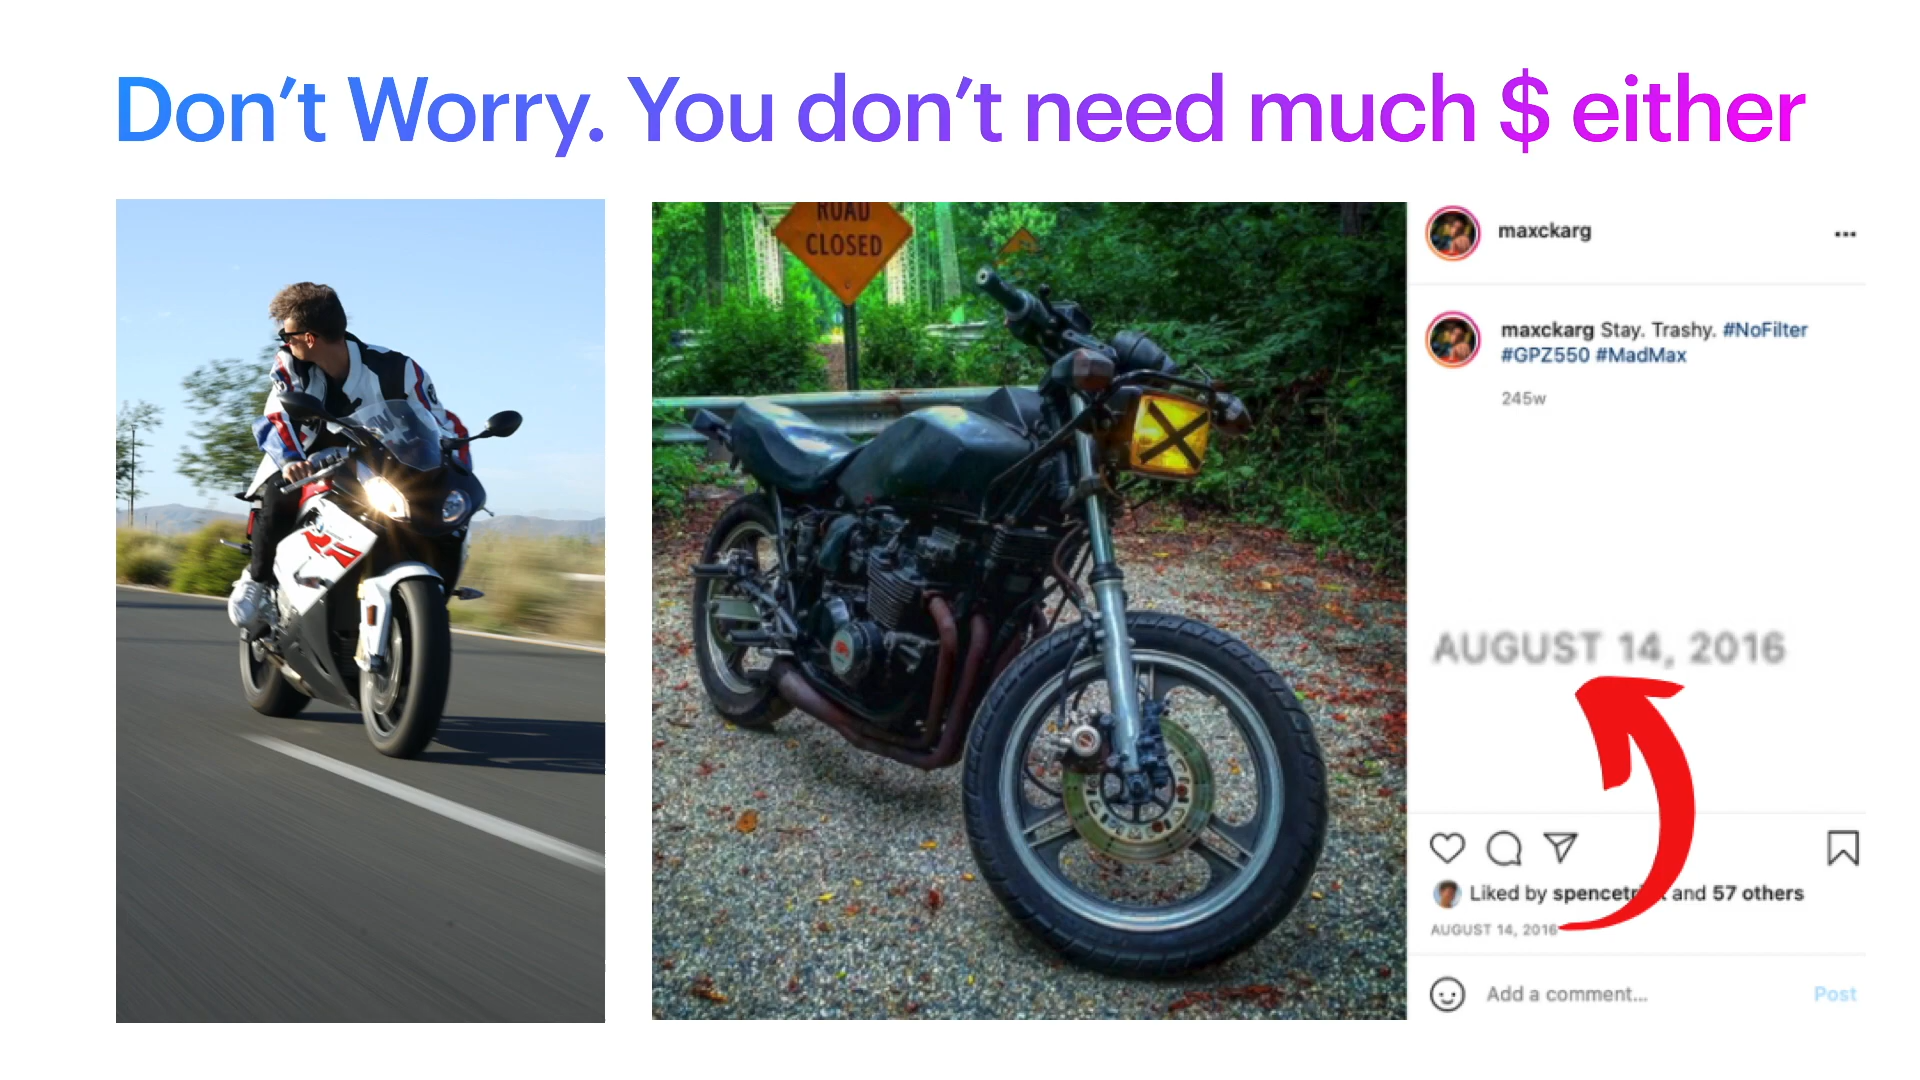 Don't Worry. You don't need much $ either
ROAD
CLOSED
maxckarg
maxckarg Stay. Trashy. #NoFilter
#GPZ550 #MadMax
245w
AUGUST 14, 2016
Liked by and 57 others
AUGUST 14, 2016
Add a comment... Post